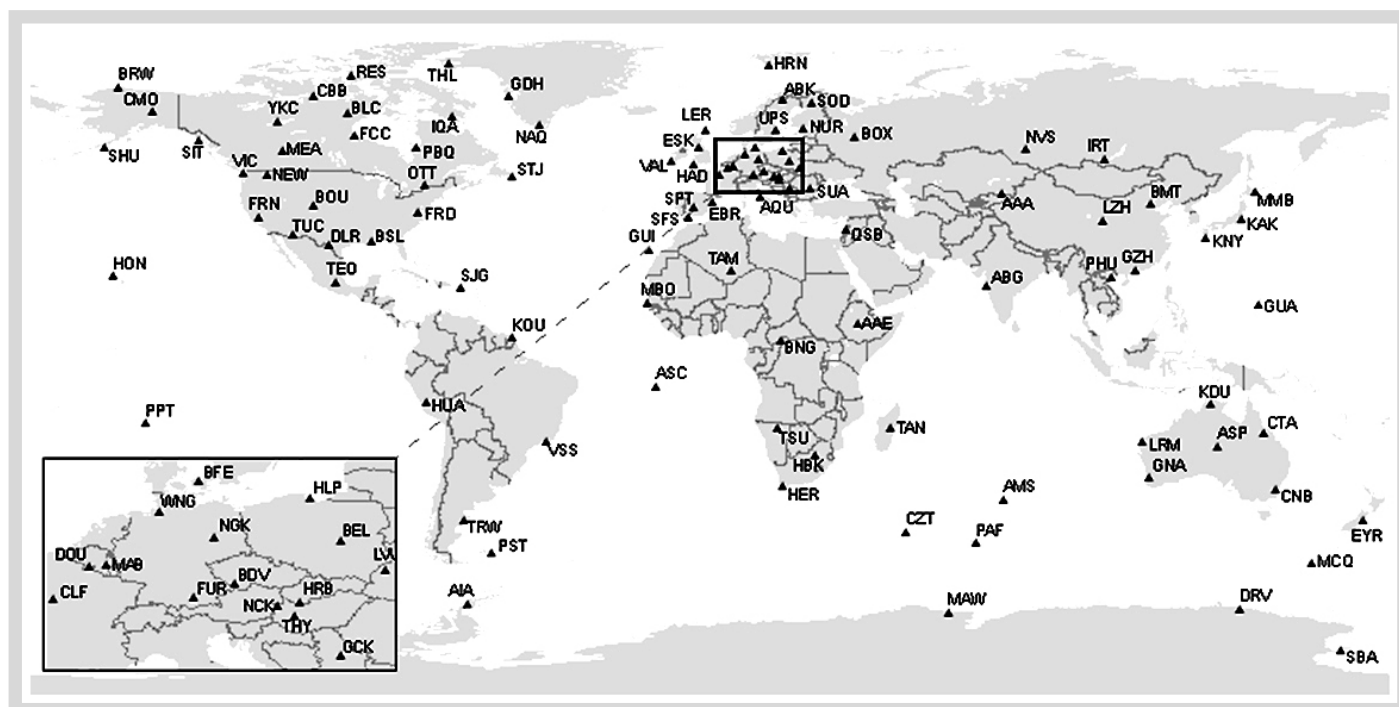 HRN
RES
THL
BRW
GDH
CBB
ABK
CMO
SOD
YKC
BLC
LER
UPS
IQA
NUR
FCC
NAQ
BOX
ESK
NVS
IRT
SHU
SIT
MEA
PBQ
VIC
VAL
HAD
STJ
NEW
OTT
SUA
BMT
MMB
FRN
BOU
SPT
EBR
AQU
AAA
LZH
FRD
SFS
KAK
TUC
DLR
BSL
GUI
QSB
KNY
HON
TEO
SJG
TAM
ABG
PHU
GZH
MBO
GUA
KOU
AAE
BNG
ASC
KDU
PPT
HUA
CTA
VSS
TSU
TAN
LRM
ASP
HBK
GNA
HER
AMS
CNB
TRW
CZT
PAF
EYR
PST
MCQ
AIA
MAW
DRV
SBA
BFE
HLP
WNG
NGK
BEL
DOU
MAB
BDV
CLF
FUR
HRB
NCK
THY
GCK